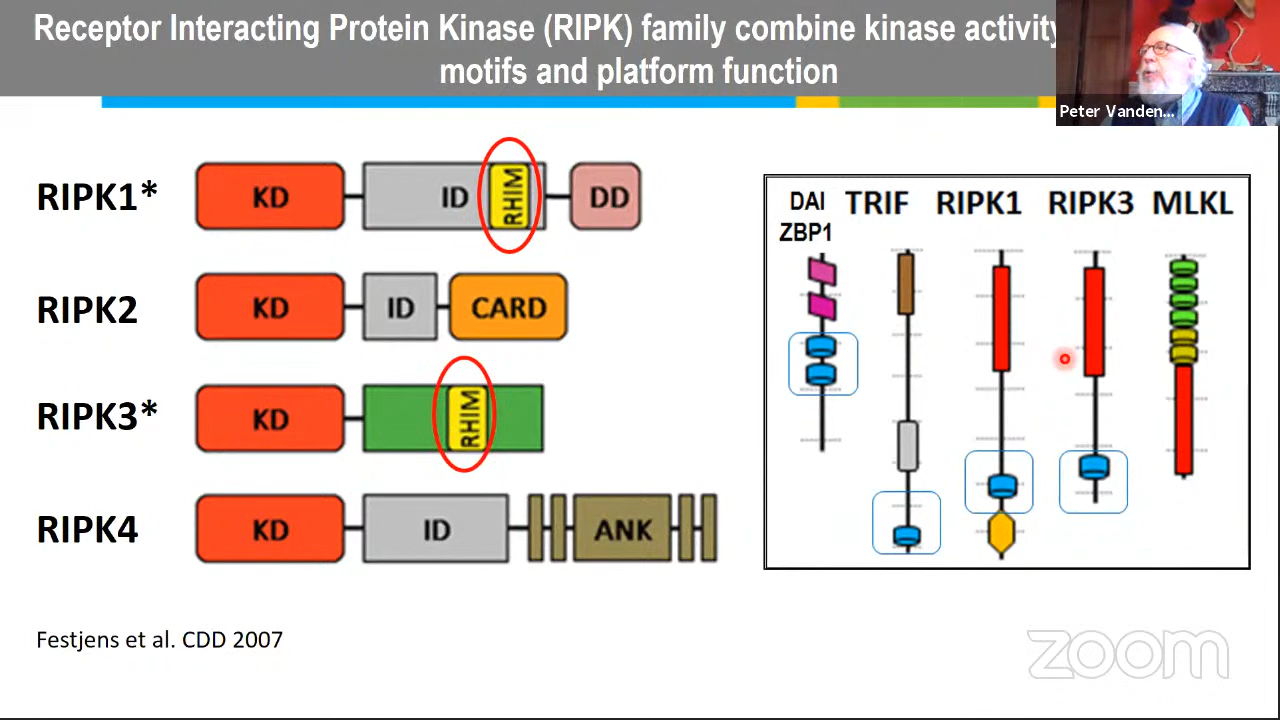 Receptor Interacting Protein Kinase (RIPK) family combine kinase activity
motifs and platform function
Peter Vanden...
RIPK1*
KD
ID
RHIM
DD
RIPK2
KD
ID
CARD
RIPK3*
KD
RHIM
RIPK4
KD
ID
ANK
DAI
ZBP1
TRIF
RIPK1
RIPK3
MLKL
Festjens et al. CDD 2007
zoom